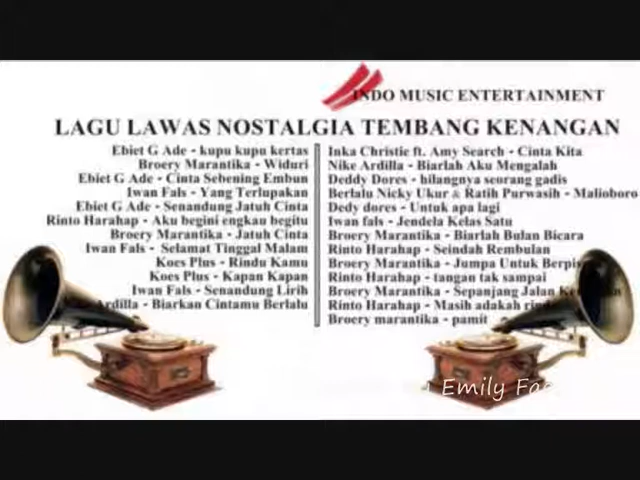 INDO MUSIC ENTERTAINMENT
LAGU LAWAS NOSTALGIA TEMBANG KENANGAN
Ebiet G Ade - kupu kupu kertas
Broery Marantika - Widuri
Ebiet G Ade - Cinta Sebening Embun
Iwan Fals - Yang Terlupakan
Ebiet G Ade - Senandung Jatuh Cinta
Rinto Harahap - Aku begini engkau begitu
Broery Marantika - Jatuh Cinta
Iwan Fals - Selamat Tinggal Malam
Koes Plus - Rindu Kamu
Koes Plus - Kapan Kapan
Iwan Fals - Senandung Lirih
Ardilla - Biarkan Cintamu Berlalu
Inka Christie ft. Amy Search - Cinta Kita
Nike Ardilla - Biarlah Aku Mengalah
Deddy Dores - hilangnya seorang gadis
Berlalu Nicky Ukur & Ratih Purwasih - Malioboro
Dedy dores - Untuk apa lagi
Iwan fals - Jendela Kelas Satu
Broery Marantika - Biarlah Bulan Bicara
Rinto Harahap - Seindah Rembulan
Broery Marantika - Jumpa Untuk
Rinto Harahap - tangan tak sampai
Broery Marantika - Sepanjang Jalan
Rinto Harahap - Masih adakah
Broery marantika - pamit
Emily